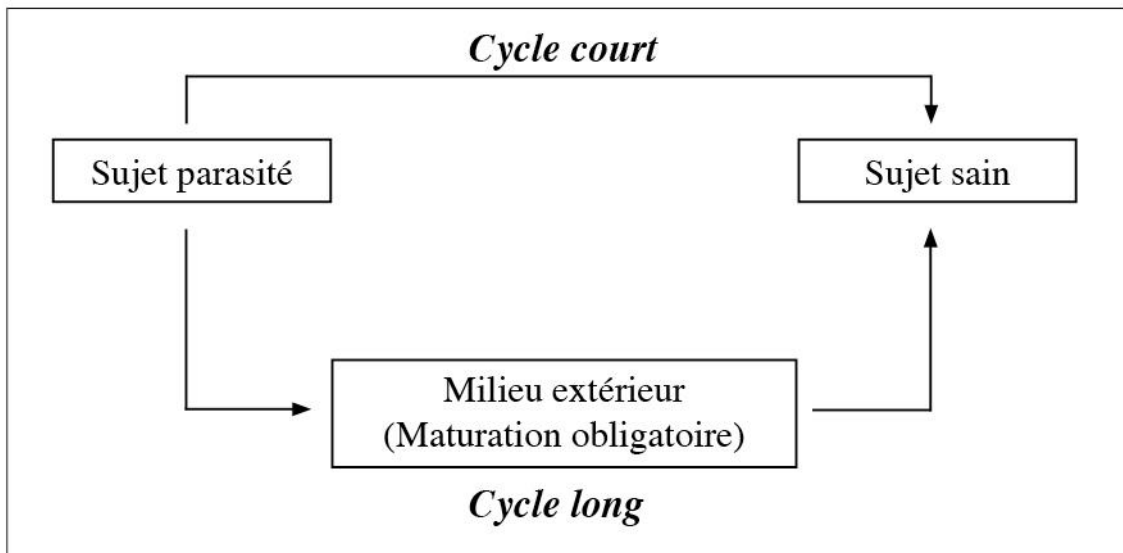 Cycle court
Sujet parasité
Sujet sain
Milieu extérieur
(Maturation obligatoire)
Cycle long